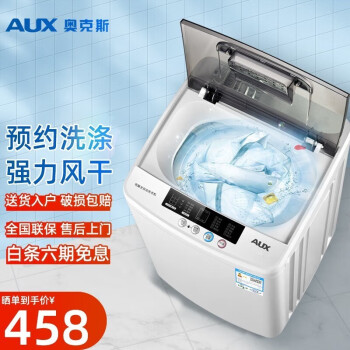 AUX 奥克斯
预约洗涤
强力风干
送货入户 破损包赔
全国联保 售后上门
白条六期免息
晒单到手价¥
458
AUX